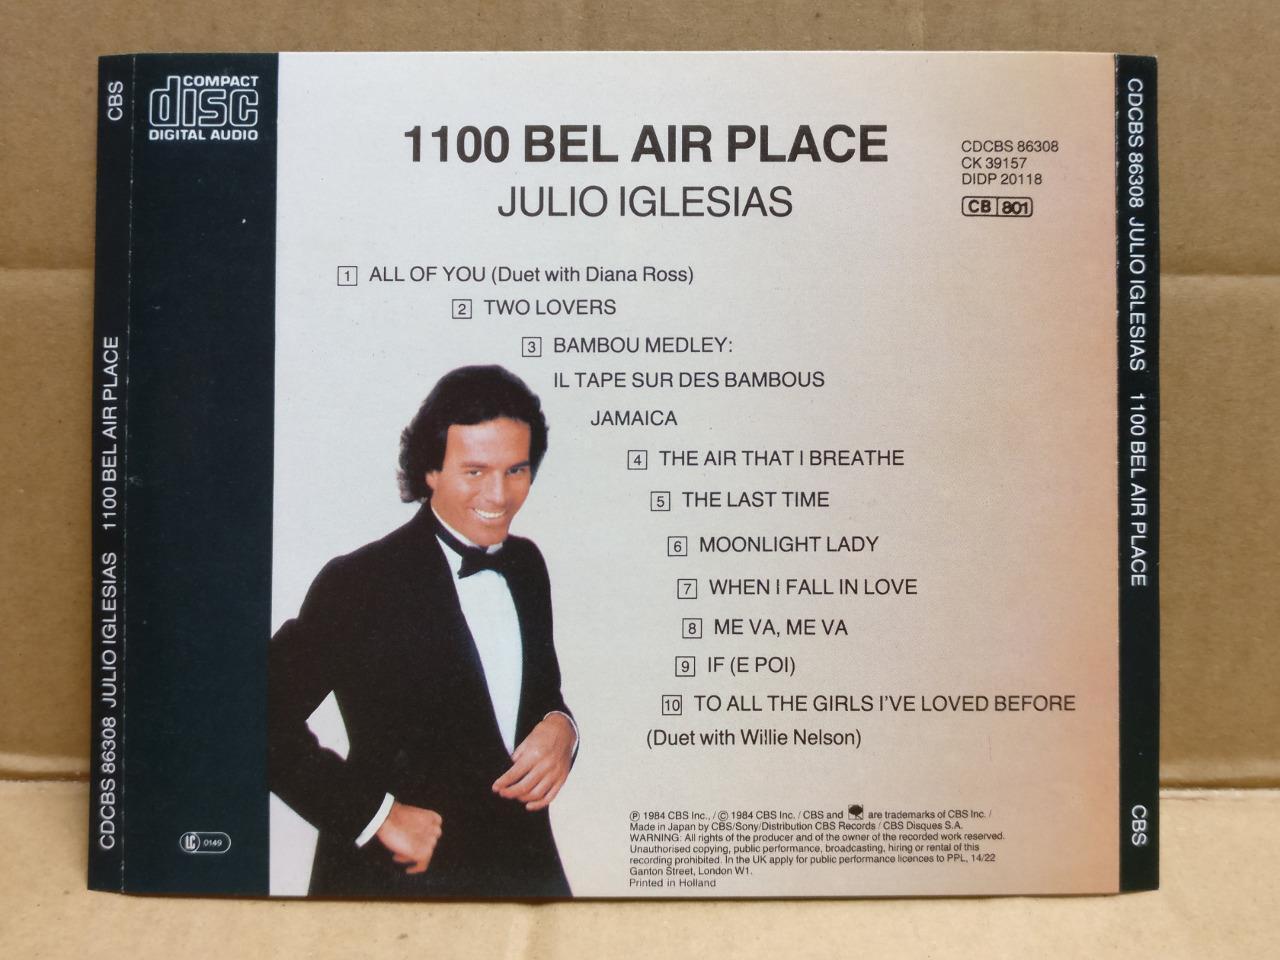 CBS
CDCBS 86308 JULIO IGLESIAS 1100 BEL AIR PLACE
COMPACT
disc
DIGITAL AUDIO
LC 0149
1100 BEL AIR PLACE
JULIO IGLESIAS
CDCBS 86308
CK 39157
DIDP 20118
CB 801
1 ALL OF YOU (Duet with Diana Ross)
2 TWO LOVERS
3 BAMBOU MEDLEY:
IL TAPE SUR DES BAMBOUS
JAMAICA
4 THE AIR THAT I BREATHE
5 THE LAST TIME
6 MOONLIGHT LADY
7 WHEN I FALL IN LOVE
8 ME VA, ME VA
9 IF (E POI)
10 TO ALL THE GIRLS I'VE LOVED BEFORE
(Duet with Willie Nelson)
℗ 1984 CBS Inc., / © 1984 CBS Inc. / CBS and are trademarks of CBS Inc. /
Made in Japan by CBS/Sony/Distribution CBS Records / CBS Disques S.A.
WARNING: All rights of the producer and of the owner of the recorded work reserved.
Unauthorised copying, public performance, broadcasting, hiring or rental of this
recording prohibited. In the UK apply for public performance licences to PPL, 14/22
Ganton Street, London W1.
Printed in Holland
CDCBS 86308 JULIO IGLESIAS 1100 BEL AIR PLACE
CBS